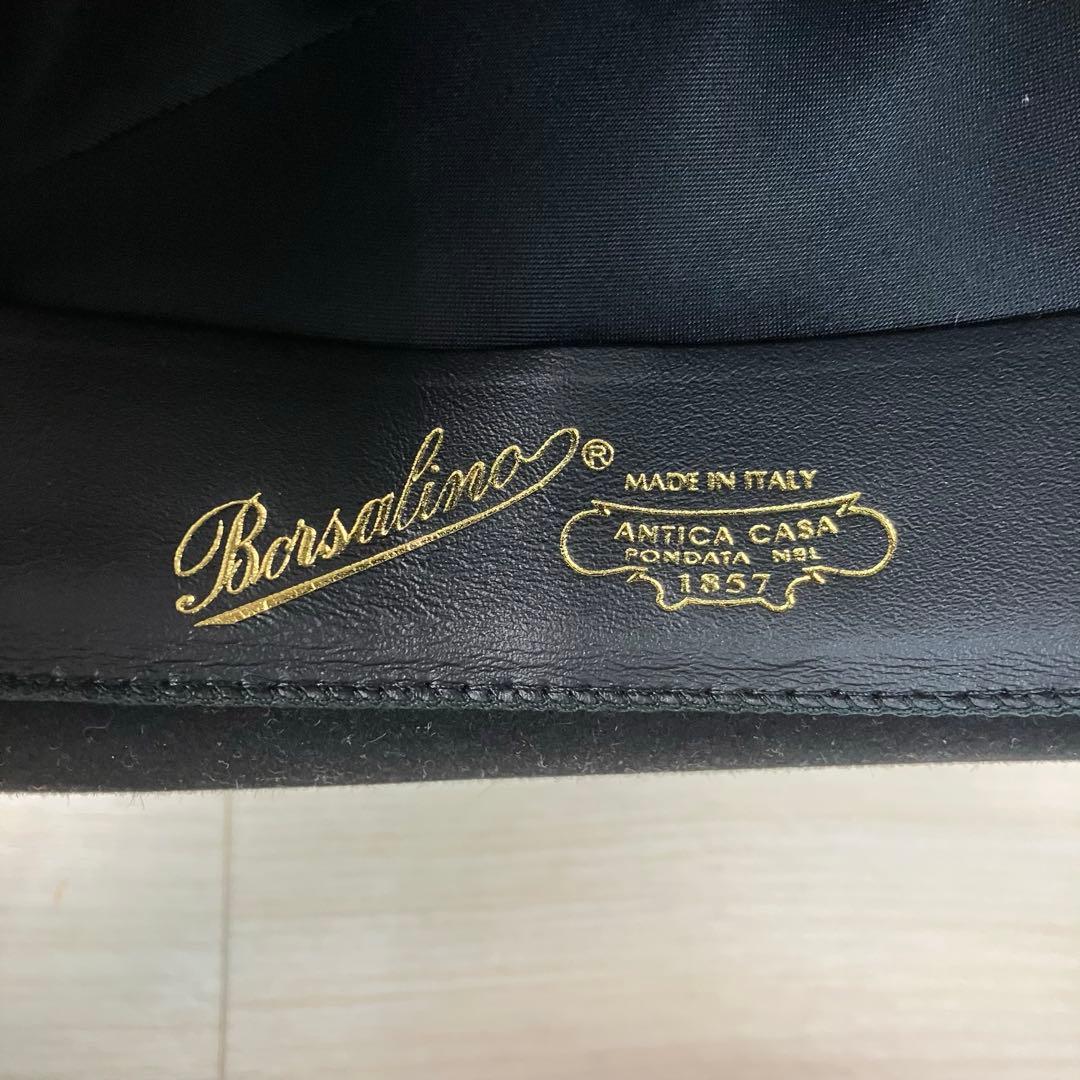 Borsalino®
MADE IN ITALY
ANTICA CASA
FONDATA NEL
1857